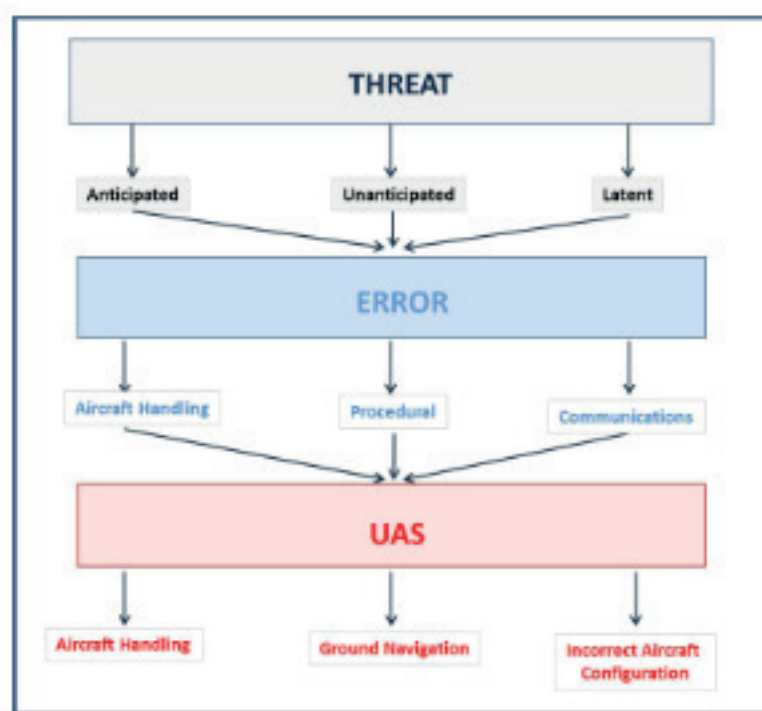 THREAT
Anticipated
Unanticipated
Latent
ERROR
Aircraft Handling
Procedural
Communications
UAS
Aircraft Handling
Ground Navigation
Incorrect Aircraft
Configuration